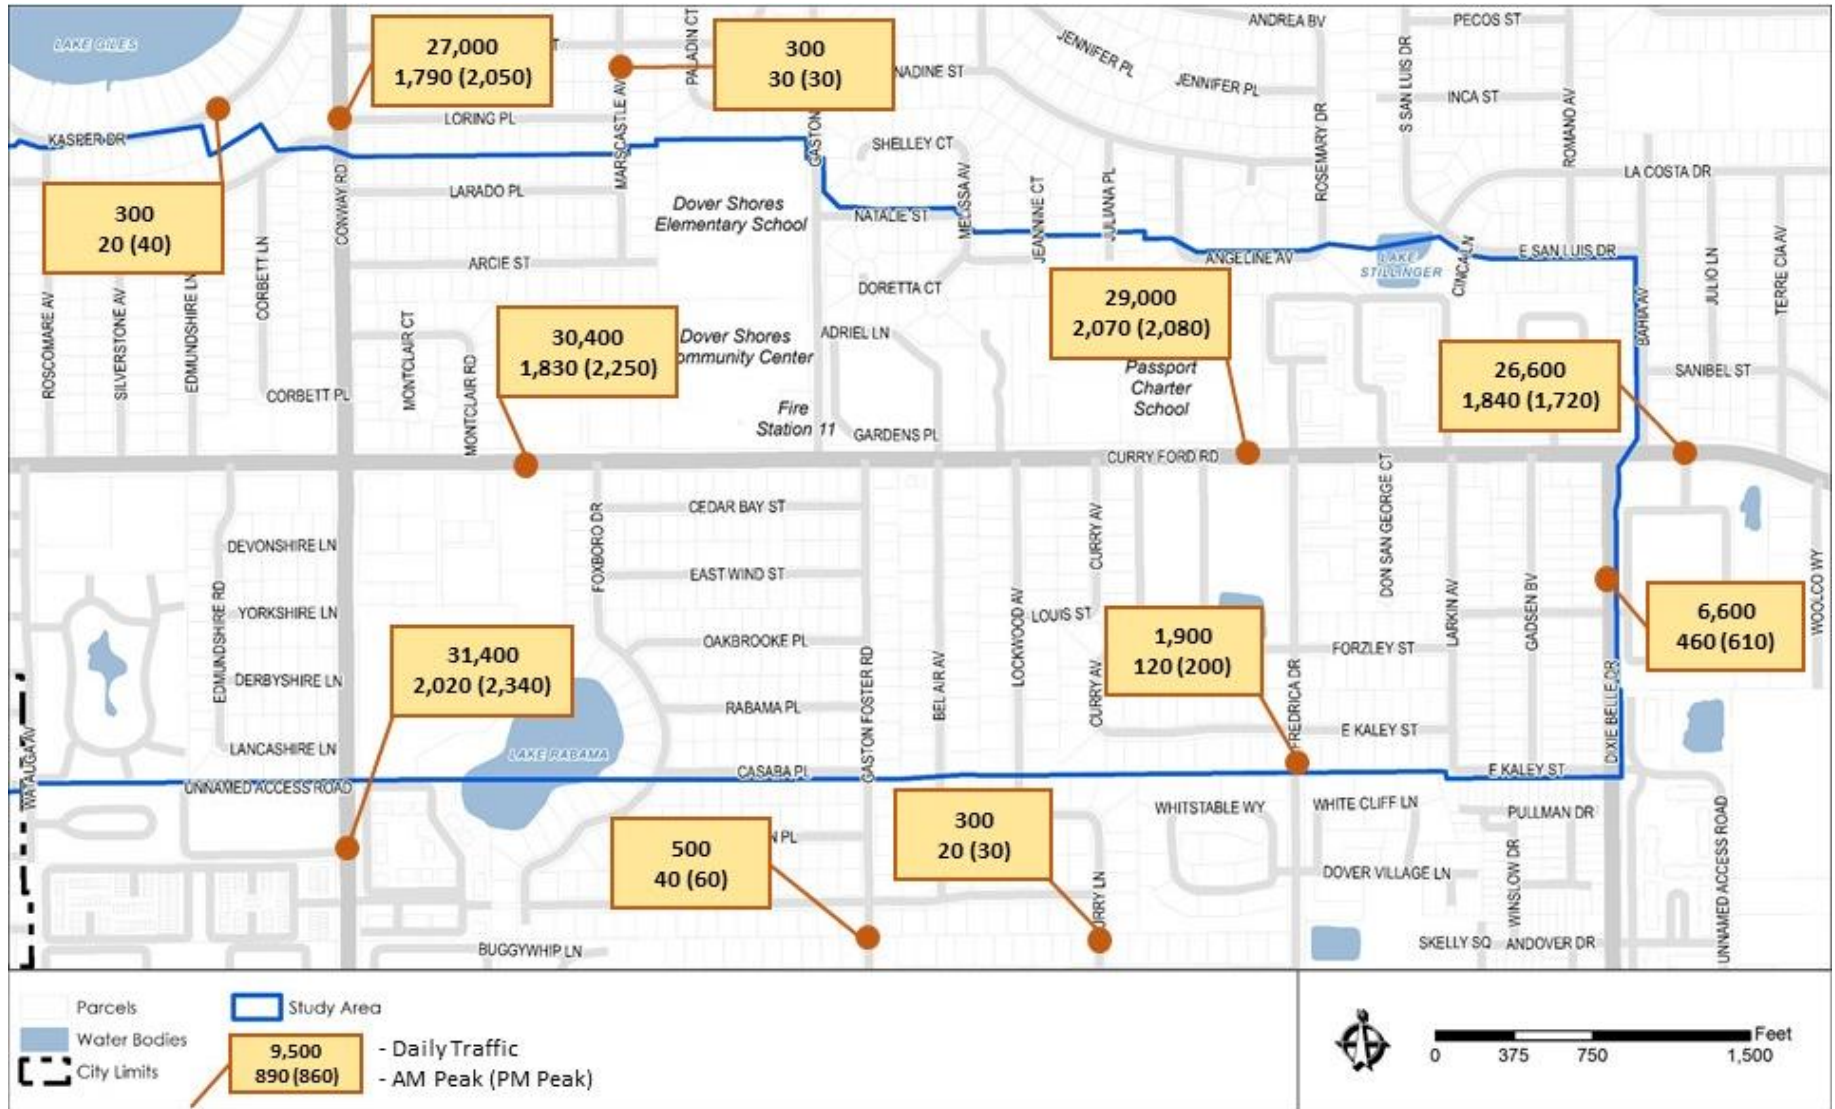 LAKE GILES
27,000
1,790 (2,050)
300
30 (30)
PALADIN CT
NADINE ST
JENNIFER PL
JENNIFER PL
ANDREA BV
PECOS ST
INCA ST
S SAN LUIS DR
ROMANO AV
ROSEMARY DR
KASPER DR
LORING PL
MARSCASTLE AV
GASTON
SHELLEY CT
LA COSTA DR
300
20 (40)
CONWAY RD
LARADO PL
Dover Shores
Elementary School
NATALIE ST
MELISSA AV
JEANNINE CT
JULIANA PL
ANGELINE AV
LAKE
STILLINGER
CINCA LN
E SAN LUIS DR
BAHIA AV
JULIO LN
TERRE CIA AV
ARCIE ST
DORETTA CT
ROSCOMARE AV
SILVERSTONE AV
EDMUNDSHIRE LN
CORBETT LN
CORBETT PL
MONTCLAIR CT
MONTCLAIR RD
30,400
1,830 (2,250)
Dover Shores
ommunity Center
ADRIEL LN
29,000
2,070 (2,080)
Passport
Charter
School
26,600
1,840 (1,720)
SANIBEL ST
Fire
Station 11
GARDENS PL
CURRY FORD RD
CEDAR BAY ST
FOXBORO DR
CURRY AV
DON SAN GEORGE CT
DEVONSHIRE LN
EAST WIND ST
YORKSHIRE LN
EDMUNDSHIRE RD
LOCKWOOD AV
LOUIS ST
LARKIN AV
GADSEN BV
WOOLCO WY
6,600
460 (610)
OAKBROOKE PL
1,900
120 (200)
FORZLEY ST
31,400
2,020 (2,340)
DERBYSHIRE LN
GASTON FOSTER RD
BEL AIR AV
CURRY AV
FREDRICA DR
DIXIE BELLE DR
RABAMA PL
E KALEY ST
LANCASHIRE LN
LAKE RABAMA
WATAUGA AV
UNNAMED ACCESS ROAD
CASABA PL
E KALEY ST
WHITSTABLE WY
WHITE CLIFF LN
PULLMAN DR
300
20 (30)
N PL
500
40 (60)
DOVER VILLAGE LN
WINSLOW DR
UNNAMED ACCESS ROAD
URRY LN
BUGGYWHIP LN
SKELLY SQ
ANDOVER DR
Parcels
Study Area
Water Bodies
City Limits
9,500
890 (860)
- Daily Traffic
- AM Peak (PM Peak)
Feet
0 375 750 1,500